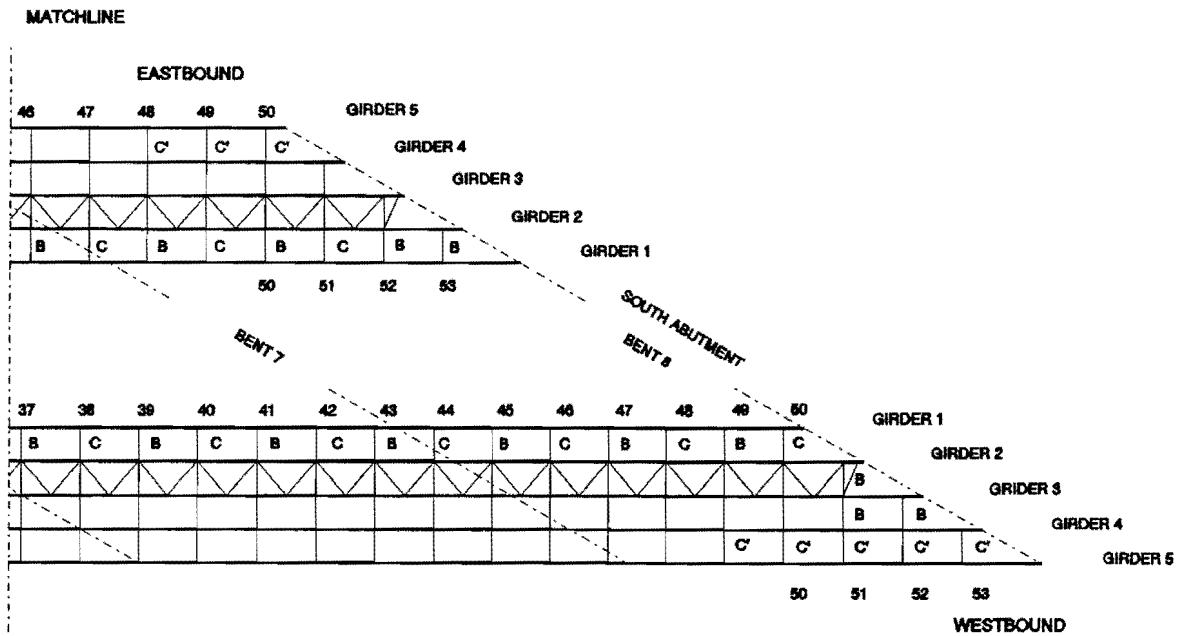 MATCHLINE
EASTBOUND
46 47 48 49 50 GIRDER 5
C' C' C' GIRDER 4
GIRDER 3
GIRDER 2
B C B C B C B B GIRDER 1
50 51 52 53
SOUTH ABUTMENT
BENT 7 BENT 8
37 38 39 40 41 42 43 44 45 46 47 48 49 50 GIRDER 1
B C B C B C B C B C B C B C GIRDER 2
B GRIDER 3
B B GIRDER 4
C' C' C' C' C' GIRDER 5
50 51 52 53
WESTBOUND